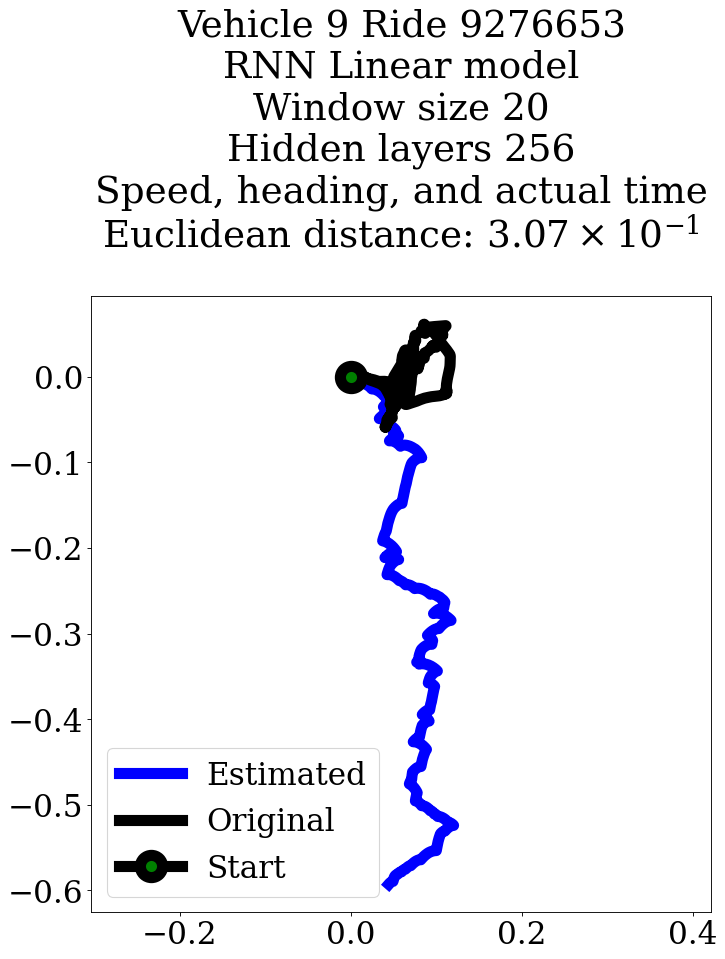 Vehicle 9 Ride 9276653
RNN Linear model
Window size 20
Hidden layers 256
Speed, heading, and actual time
Euclidean distance: 3.07 × 10⁻¹
0.0
−0.1
−0.2
−0.3
−0.4
−0.5
−0.6
Estimated
Original
Start
−0.2 0.0 0.2 0.4